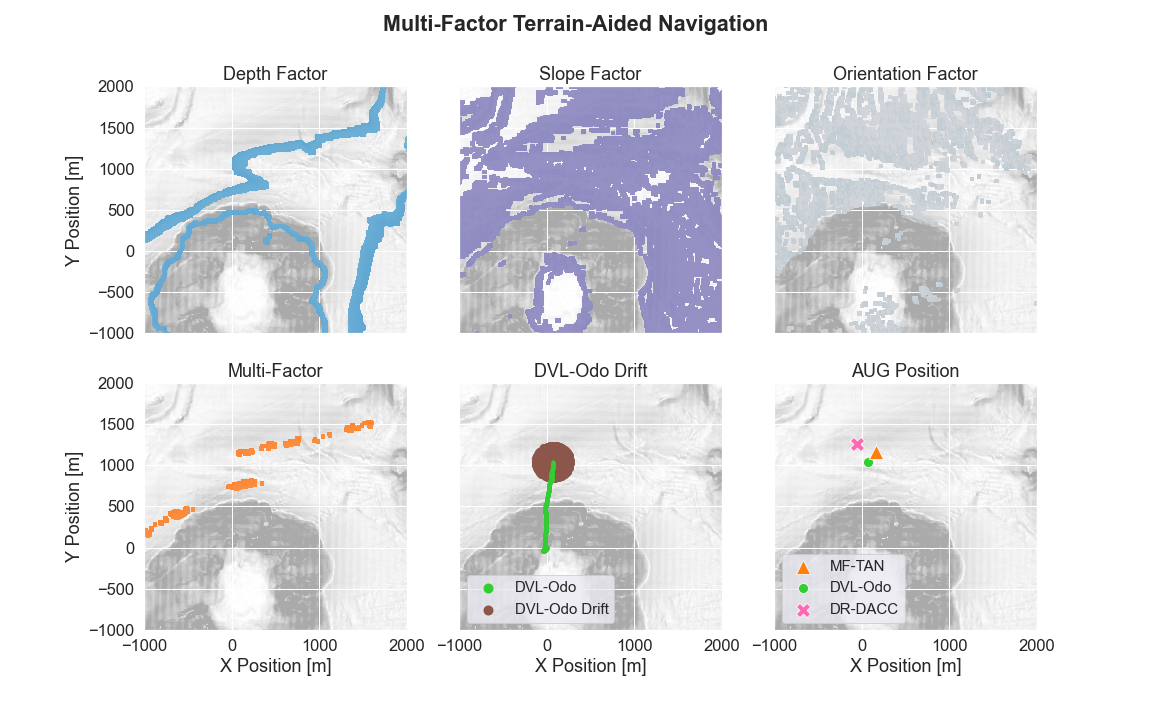 Multi-Factor Terrain-Aided Navigation
Depth Factor
Slope Factor
Orientation Factor
2000
1500
1000
500
0
−500
−1000
Y Position [m]
Multi-Factor
DVL-Odo Drift
AUG Position
2000
1500
1000
500
0
−500
−1000
Y Position [m]
DVL-Odo
DVL-Odo Drift
MF-TAN
DVL-Odo
DR-DACC
−1000 0 1000 2000
−1000 0 1000 2000
−1000 0 1000 2000
X Position [m]
X Position [m]
X Position [m]